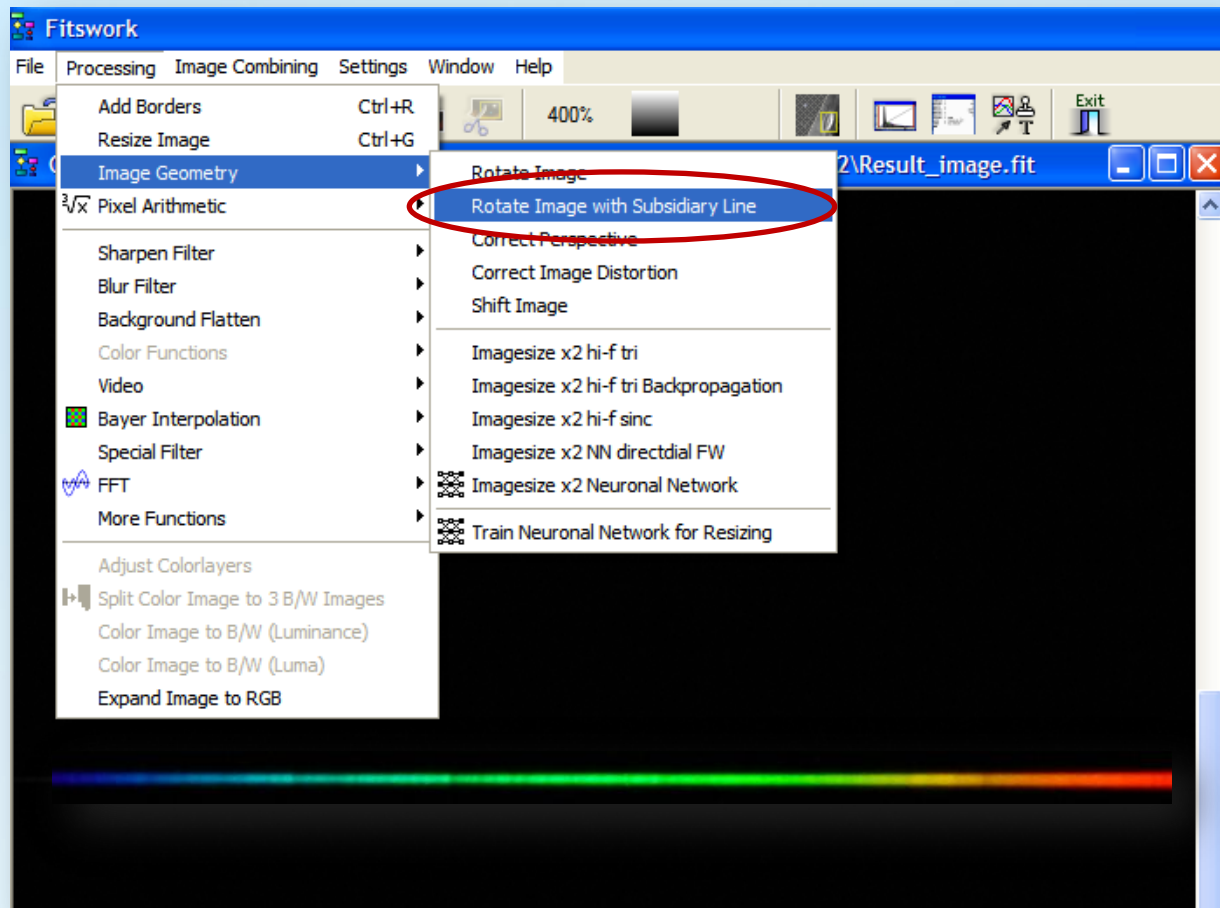 Fitswork
File Processing Image Combining Settings Window Help
400%
Exit
2\Result_image.fit
Add Borders Ctrl+R
Resize Image Ctrl+G
Image Geometry
Pixel Arithmetic
Sharpen Filter
Blur Filter
Background Flatten
Color Functions
Video
Bayer Interpolation
Special Filter
FFT
More Functions
Adjust Colorlayers
Split Color Image to 3 B/W Images
Color Image to B/W (Luminance)
Color Image to B/W (Luma)
Expand Image to RGB
Rotate Image
Rotate Image with Subsidiary Line
Correct Perspective
Correct Image Distortion
Shift Image
Imagesize x2 hi-f tri
Imagesize x2 hi-f tri Backpropagation
Imagesize x2 hi-f sinc
Imagesize x2 NN directdial FW
Imagesize x2 Neuronal Network
Train Neuronal Network for Resizing